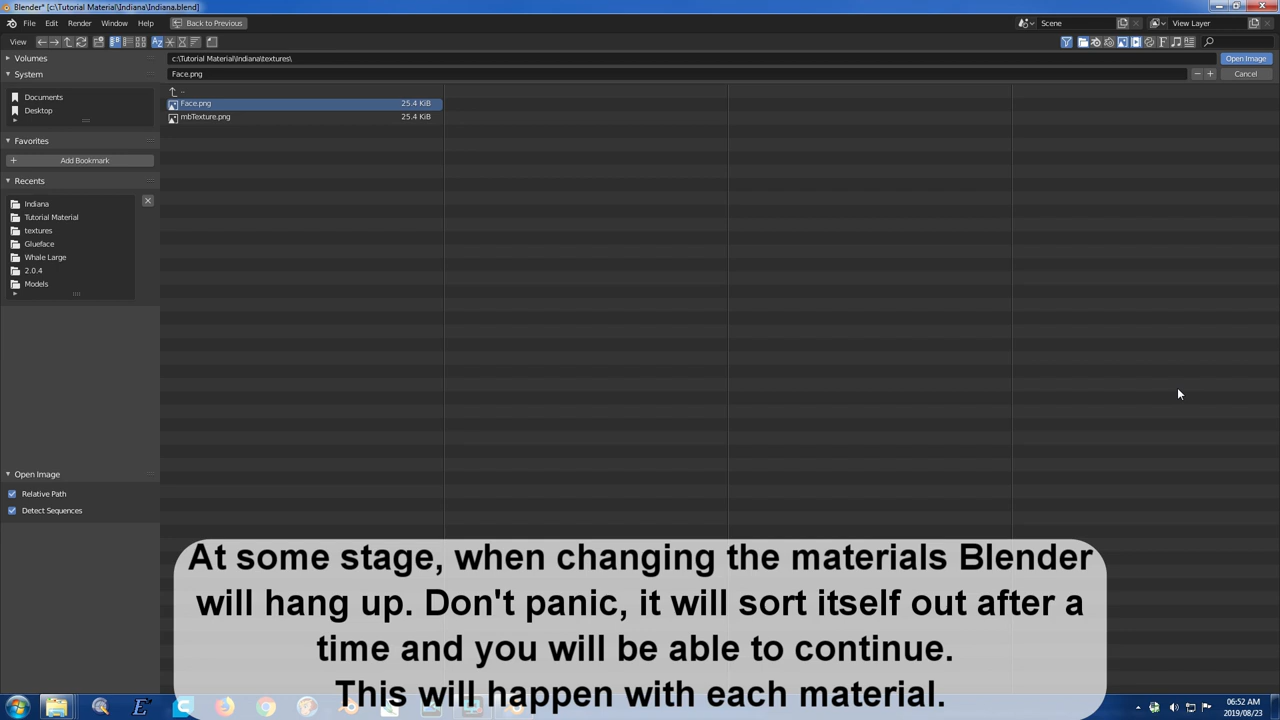 Blender* [c:\Tutorial Material\Indiana\Indiana.blend]
File Edit Render Window Help Back to Previous Scene View Layer
View
Volumes c:\Tutorial Material\Indiana\textures\ Open Image
System Face.png Cancel
..
Documents Face.png 25.4 KiB
Desktop mbTexture.png 25.4 KiB
Favorites
Add Bookmark
Recents
Indiana
Tutorial Material
textures
Glueface
Whale Large
2.0.4
Models
Open Image
Relative Path
Detect Sequences
At some stage, when changing the materials Blender
will hang up. Don't panic, it will sort itself out after a
time and you will be able to continue.
This will happen with each material.
06:52 AM
2019/08/23